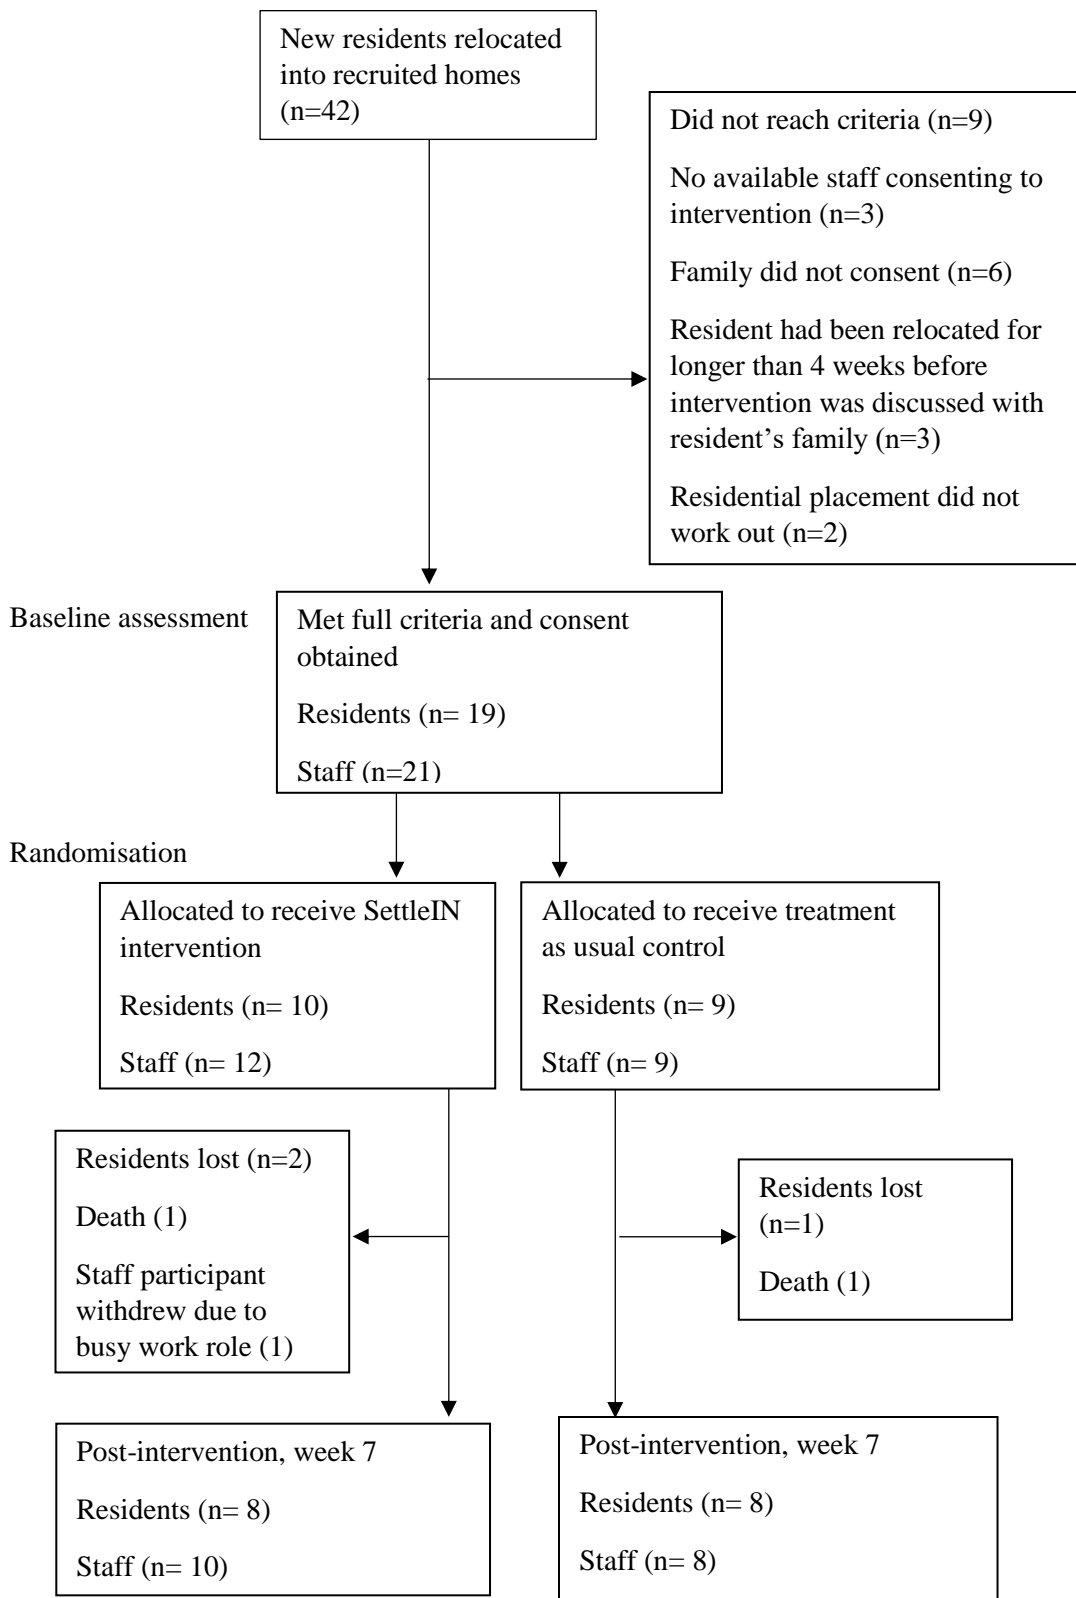 New residents relocated
into recruited homes
(n=42)
Did not reach criteria (n=9)
No available staff consenting to
intervention (n=3)
Family did not consent (n=6)
Resident had been relocated for
longer than 4 weeks before
intervention was discussed with
resident’s family (n=3)
Residential placement did not
work out (n=2)
Baseline assessment
Met full criteria and consent
obtained
Residents (n= 19)
Staff (n=21)
Randomisation
Allocated to receive SettleIN
intervention
Residents (n= 10)
Staff (n= 12)
Allocated to receive treatment
as usual control
Residents (n= 9)
Staff (n= 9)
Residents lost (n=2)
Death (1)
Staff participant
withdrew due to
busy work role (1)
Residents lost
(n=1)
Death (1)
Post-intervention, week 7
Residents (n= 8)
Staff (n= 10)
Post-intervention, week 7
Residents (n= 8)
Staff (n= 8)